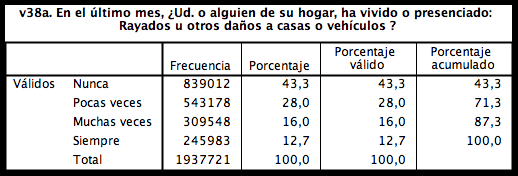 v38a. En el último mes, ¿Ud. o alguien de su hogar, ha vivido o presenciado:
Rayados u otros daños a casas o vehículos ?
Frecuencia Porcentaje Porcentaje válido Porcentaje acumulado
Válidos Nunca 839012 43,3 43,3 43,3
Pocas veces 543178 28,0 28,0 71,3
Muchas veces 309548 16,0 16,0 87,3
Siempre 245983 12,7 12,7 100,0
Total 1937721 100,0 100,0